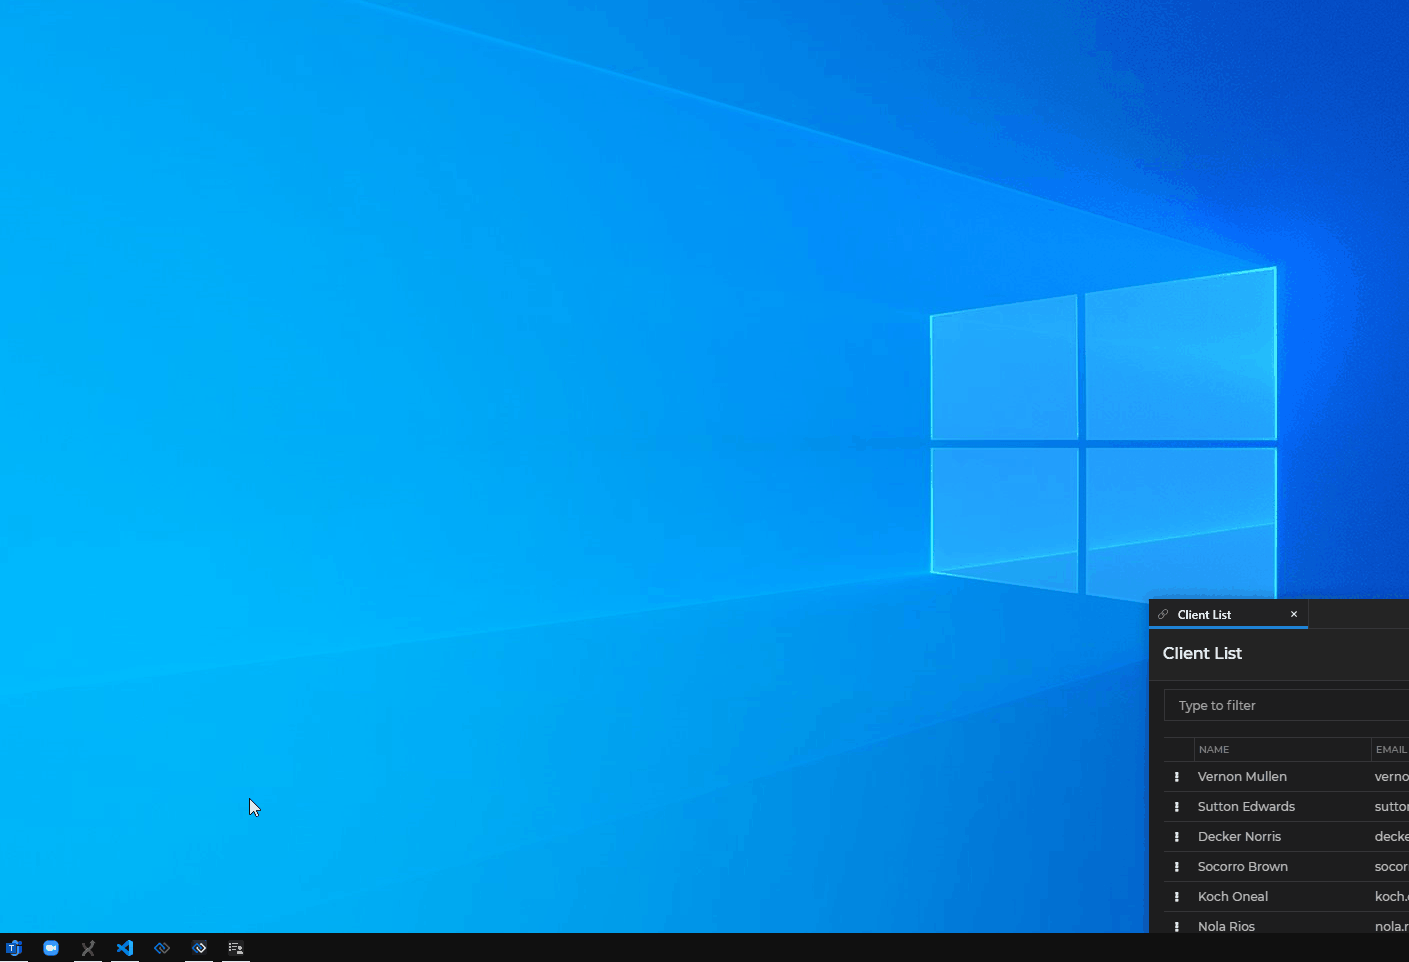 Client List ×
Client List
Type to filter
NAME EMAIL
Vernon Mullen verno
Sutton Edwards sutto
Decker Norris decke
Socorro Brown socor
Koch Oneal koch.
Nola Rios nola.r